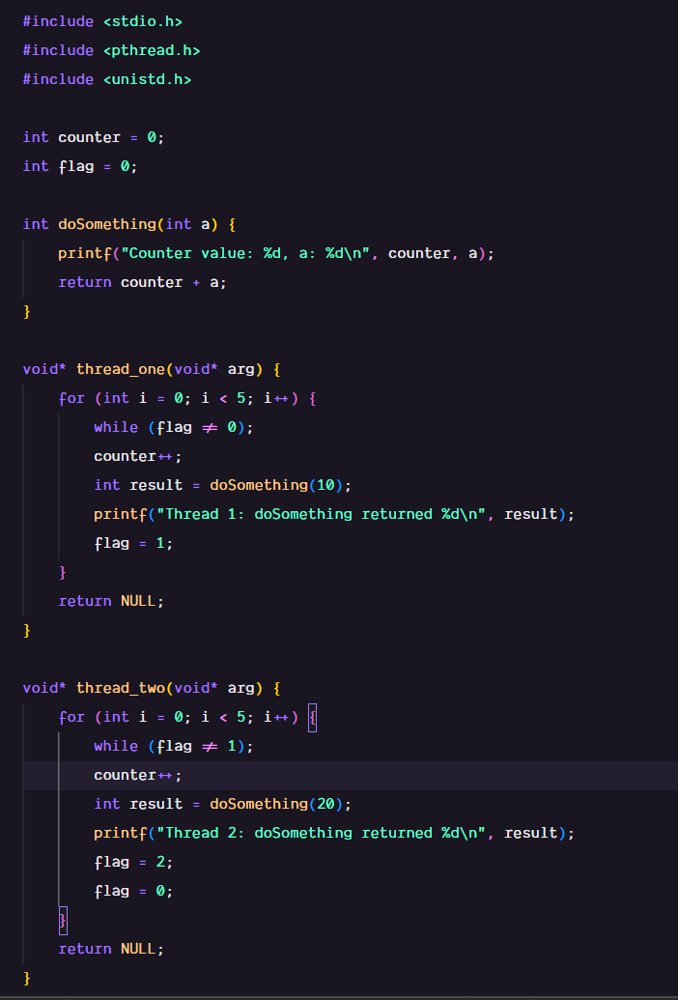 #include <stdio.h>
#include <pthread.h>
#include <unistd.h>

int counter = 0;
int flag = 0;

int doSomething(int a) {
    printf("Counter value: %d, a: %d\n", counter, a);
    return counter + a;
}

void* thread_one(void* arg) {
    for (int i = 0; i < 5; i++) {
        while (flag != 0);
        counter++;
        int result = doSomething(10);
        printf("Thread 1: doSomething returned %d\n", result);
        flag = 1;
    }
    return NULL;
}

void* thread_two(void* arg) {
    for (int i = 0; i < 5; i++) {
        while (flag != 1);
        counter++;
        int result = doSomething(20);
        printf("Thread 2: doSomething returned %d\n", result);
        flag = 2;
        flag = 0;
    }
    return NULL;
}